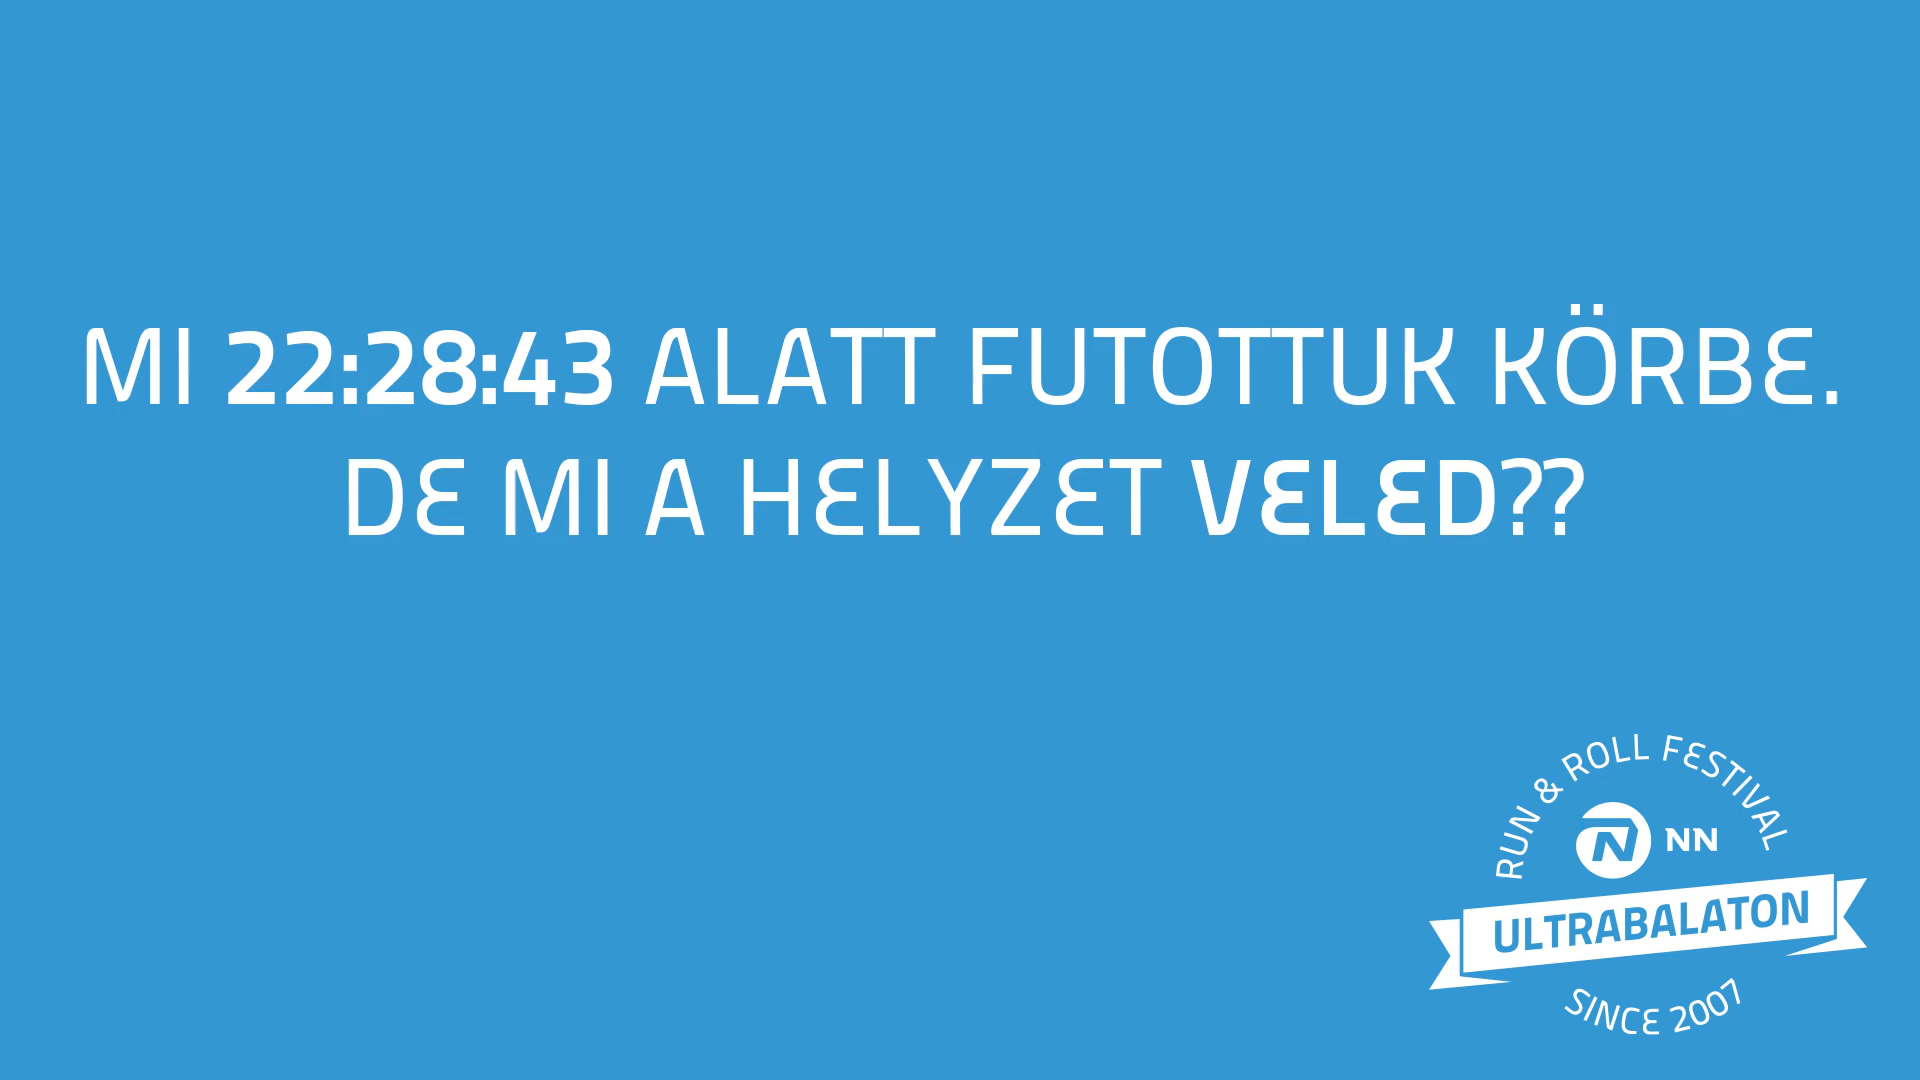 MI 22:28:43 ALATT FUTOTTUK KÖRBE.
DE MI A HELYZET VELED??
RUN & ROLL FESTIVAL
NN
ULTRABALATON
SINCE 2007